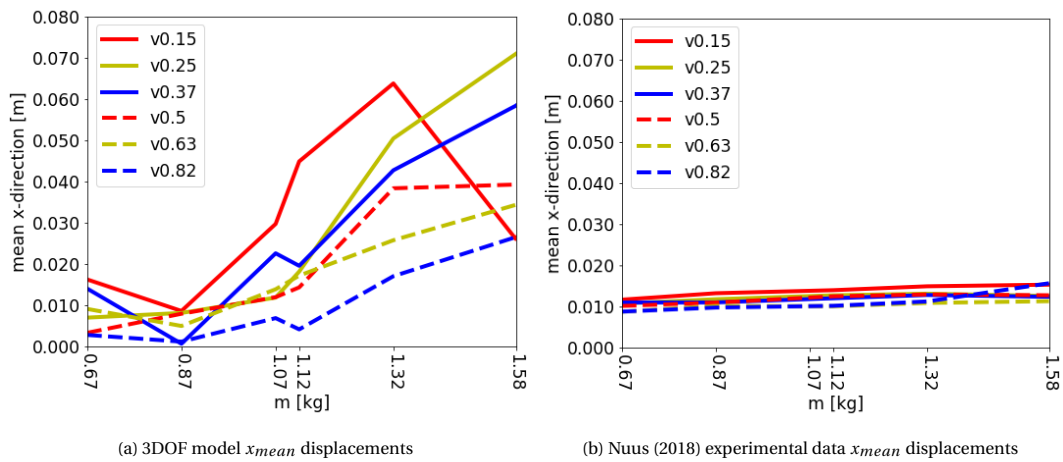 0.080
0.070
0.060
0.050
0.040
0.030
0.020
0.010
0.000
mean x-direction [m]
v0.15
v0.25
v0.37
v0.5
v0.63
v0.82
0.67
0.87
1.07
1.12
1.32
1.58
m [kg]
(a) 3DOF model xmean displacements
0.080
0.070
0.060
0.050
0.040
0.030
0.020
0.010
0.000
mean x-direction [m]
v0.15
v0.25
v0.37
v0.5
v0.63
v0.82
0.67
0.87
1.07
1.12
1.32
1.58
m [kg]
(b) Nuus (2018) experimental data xmean displacements